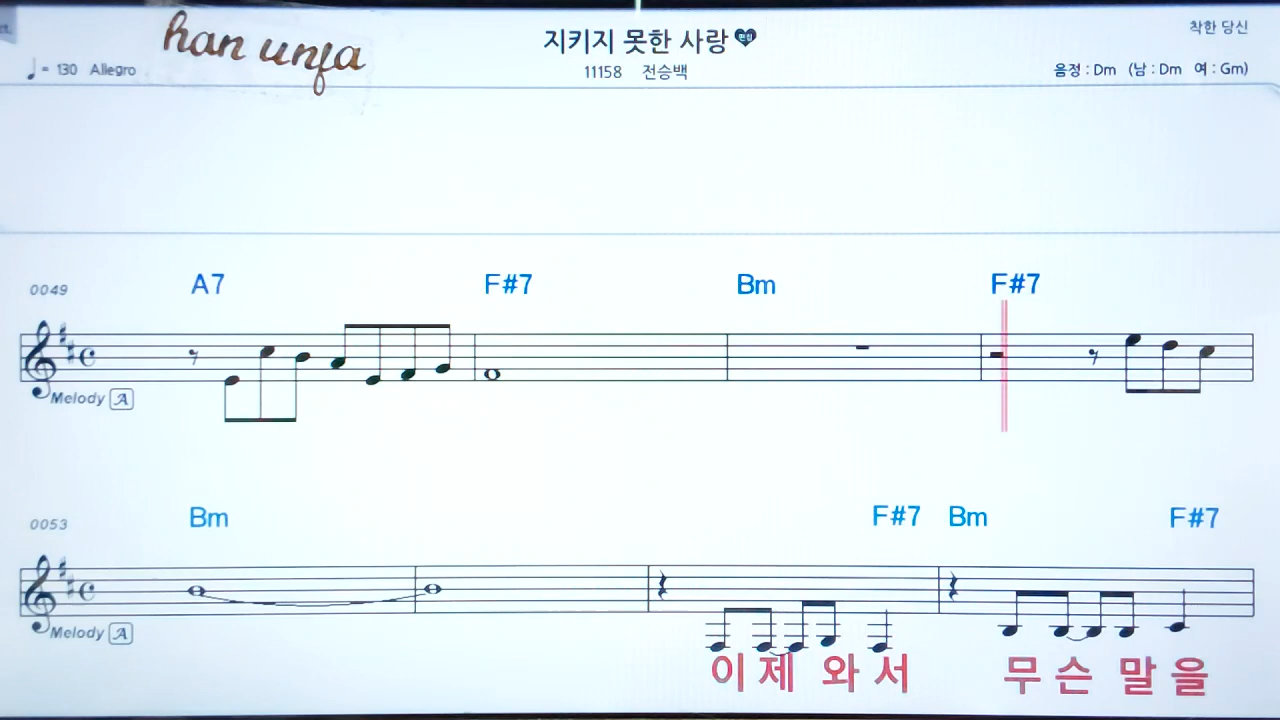 han unja
지키지 못한 사랑
편집
착한 당신
♩= 130 Allegro
11158 전승백
음정 : Dm (남 : Dm 여 : Gm)
0049 A7 F#7 Bm F#7
Melody A
0053 Bm F#7 Bm F#7
Melody A
이제 와서 무슨 말을